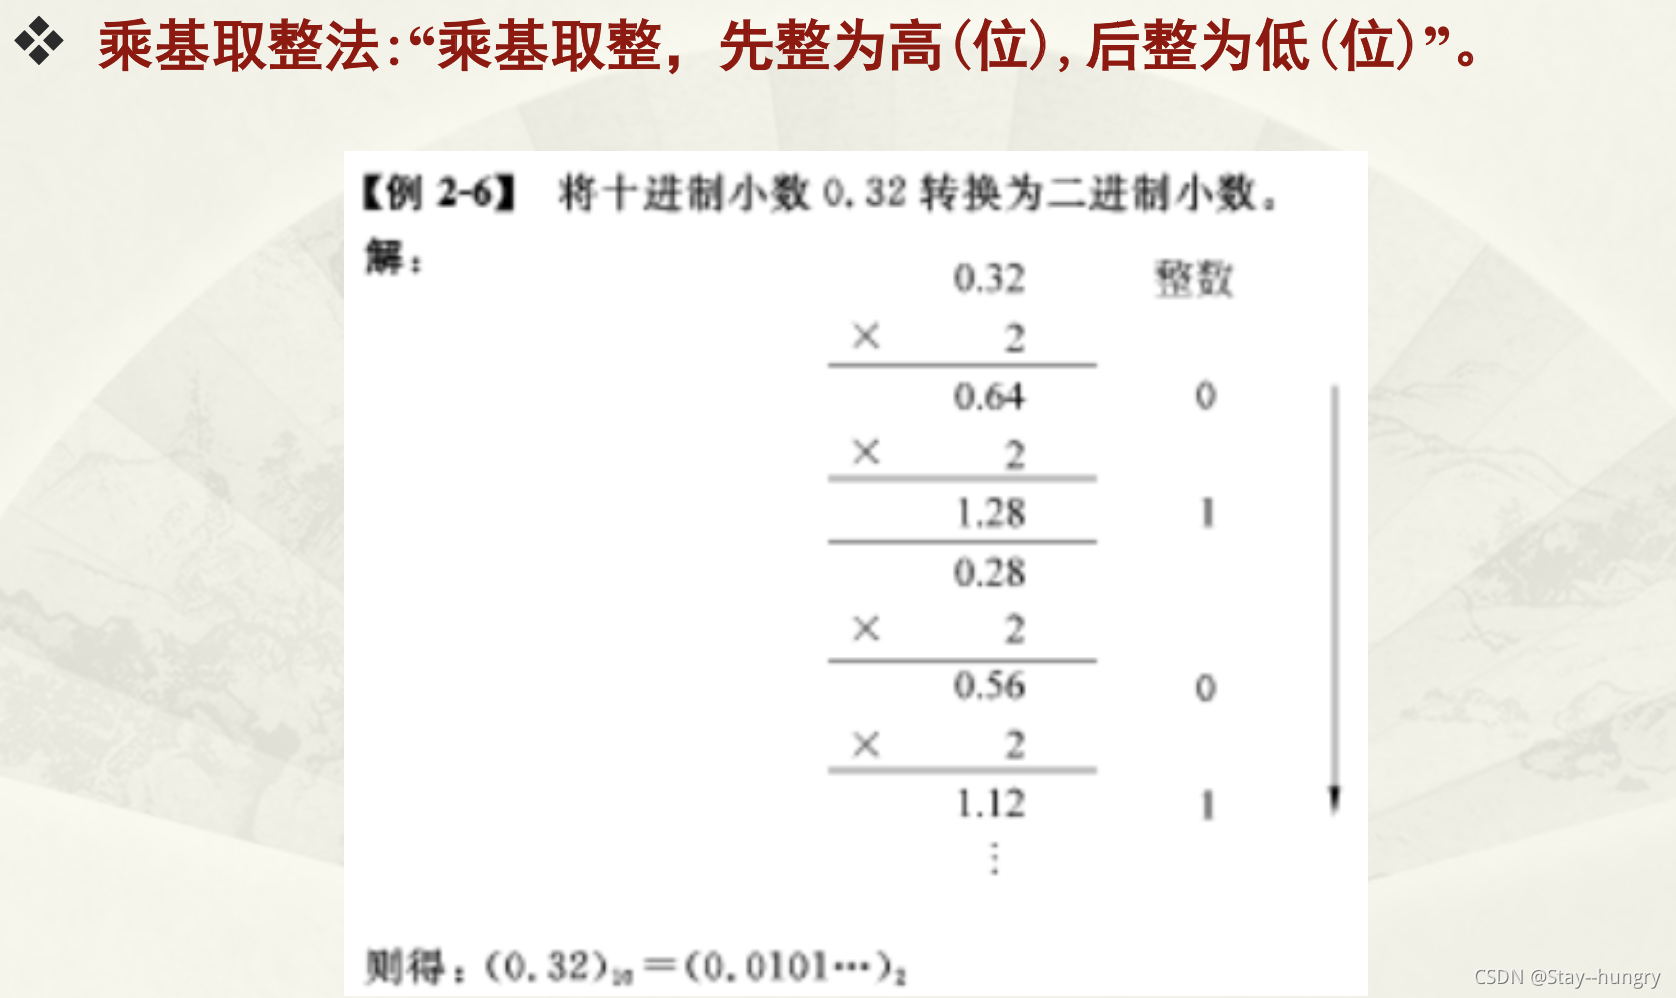 乘基取整法:“乘基取整，先整为高(位),后整为低(位)”。
【例 2-6】 将十进制小数 0.32 转换为二进制小数。
解：
0.32 整数
× 2
0.64 0
× 2
1.28 1
0.28
× 2
0.56 0
× 2
1.12 1
⋮
则得：(0.32)₁₀＝(0.0101…)₂
CSDN @Stay--hungry